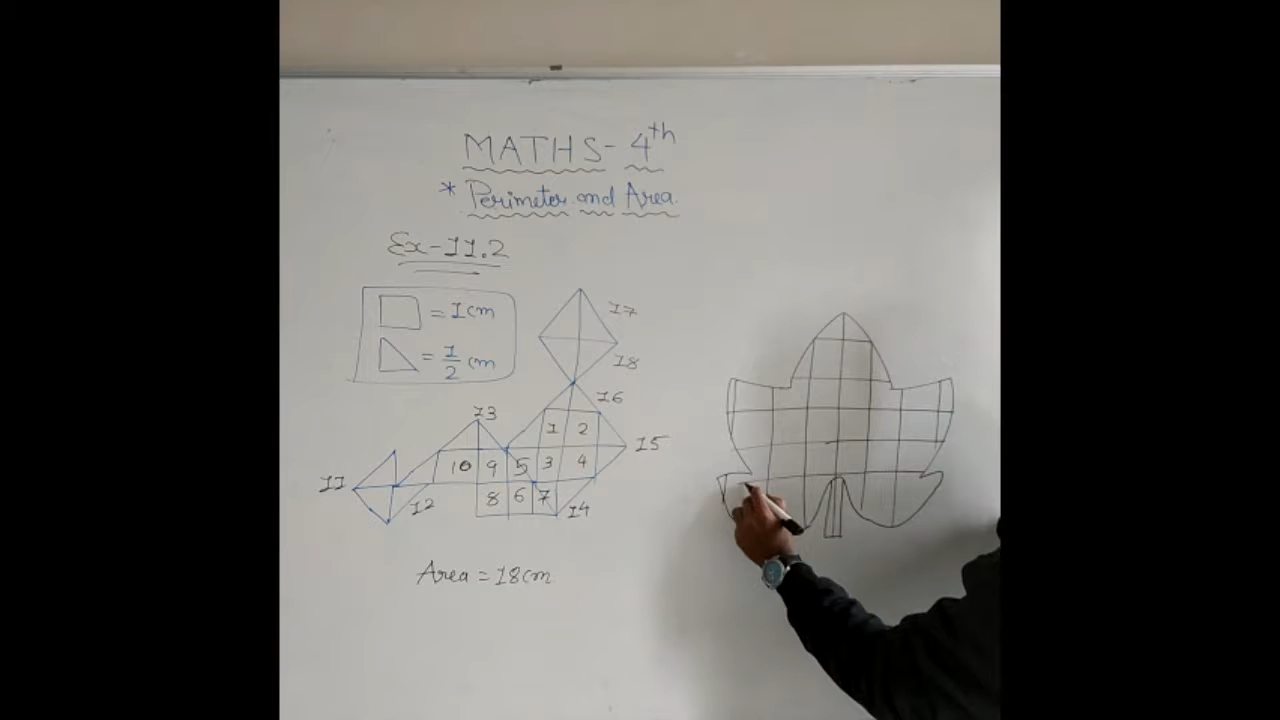 MATHS- 4th
* Perimeter and Area.
Ex-11.2
= 1cm
= 1/2 cm
17
18
16
13
1 2
15
10 9 5 3 4
11
12
8 6 7
14
Area = 18cm